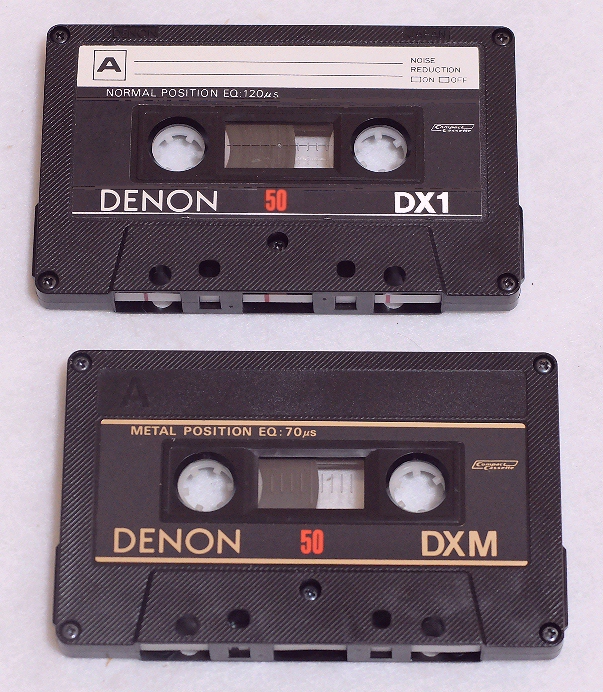 A
NOISE
REDUCTION
□ON □OFF
NORMAL POSITION EQ:120μs
Compact
Cassette
DENON 50 DX1
A
METAL POSITION EQ:70μs
Compact
Cassette
DENON 50 DXM